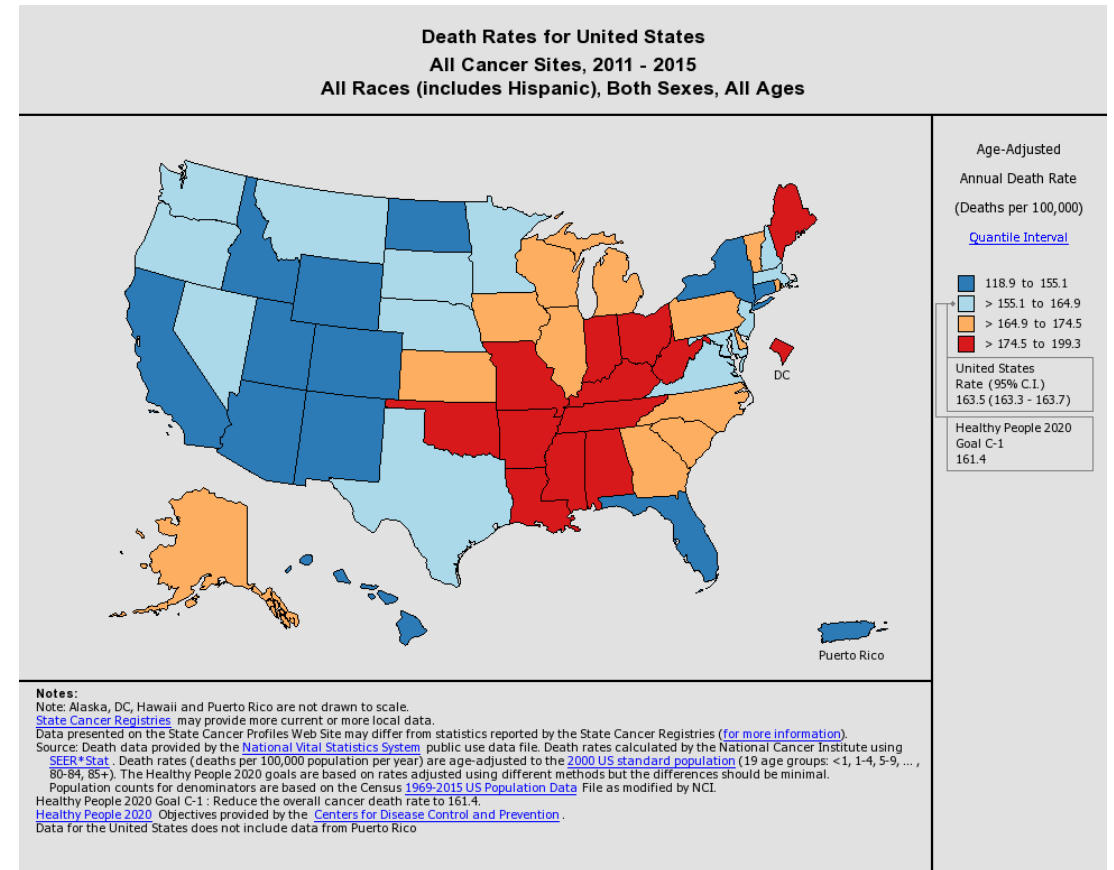 Death Rates for United States
All Cancer Sites, 2011 - 2015
All Races (includes Hispanic), Both Sexes, All Ages
Age-Adjusted
Annual Death Rate
(Deaths per 100,000)
Quantile Interval
118.9 to 155.1
> 155.1 to 164.9
> 164.9 to 174.5
> 174.5 to 199.3
United States
Rate (95% C.I.)
163.5 (163.3 - 163.7)
Healthy People 2020
Goal C-1
161.4
DC
Puerto Rico
Notes:
Note: Alaska, DC, Hawaii and Puerto Rico are not drawn to scale.
State Cancer Registries may provide more current or more local data.
Data presented on the State Cancer Profiles Web Site may differ from statistics reported by the State Cancer Registries (for more information).
Source: Death data provided by the National Vital Statistics System public use data file. Death rates calculated by the National Cancer Institute using
SEER*Stat . Death rates (deaths per 100,000 population per year) are age-adjusted to the 2000 US standard population (19 age groups: <1, 1-4, 5-9, ... ,
80-84, 85+). The Healthy People 2020 goals are based on rates adjusted using different methods but the differences should be minimal.
Population counts for denominators are based on the Census 1969-2015 US Population Data File as modified by NCI.
Healthy People 2020 Goal C-1 : Reduce the overall cancer death rate to 161.4.
Healthy People 2020 Objectives provided by the Centers for Disease Control and Prevention .
Data for the United States does not include data from Puerto Rico